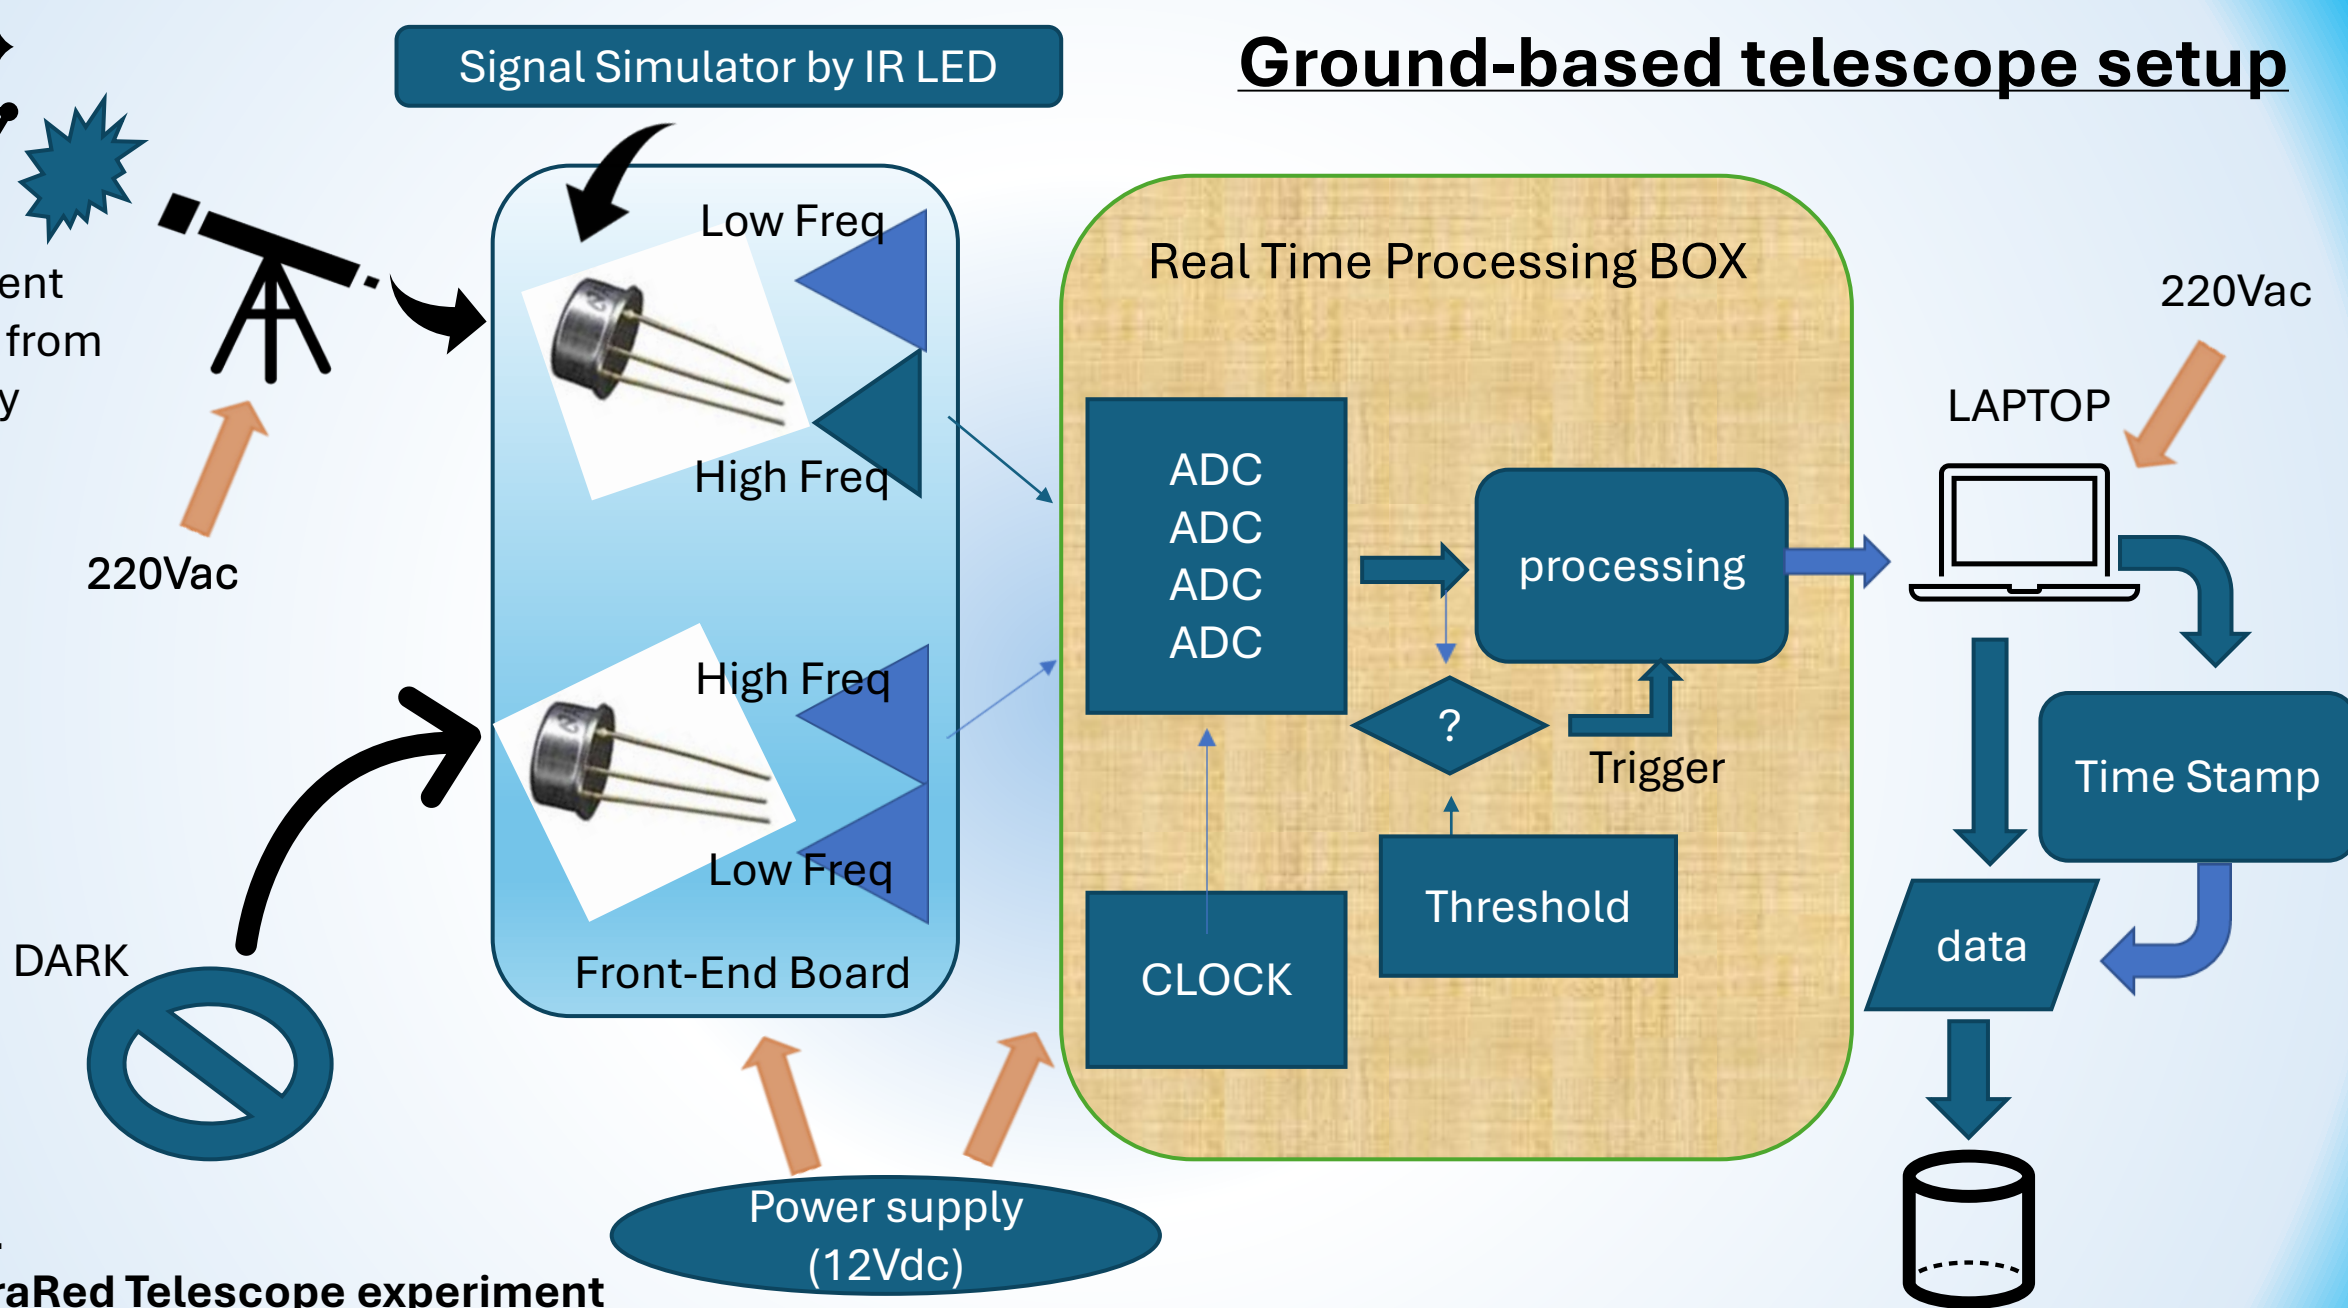 Signal Simulator by IR LED
Ground-based telescope setup
ent
from
y
220Vac
DARK
Low Freq
High Freq
High Freq
Low Freq
Front-End Board
Real Time Processing BOX
ADC
ADC
ADC
ADC
processing
?
Trigger
Threshold
CLOCK
Power supply
(12Vdc)
220Vac
LAPTOP
Time Stamp
data
raRed Telescope experiment